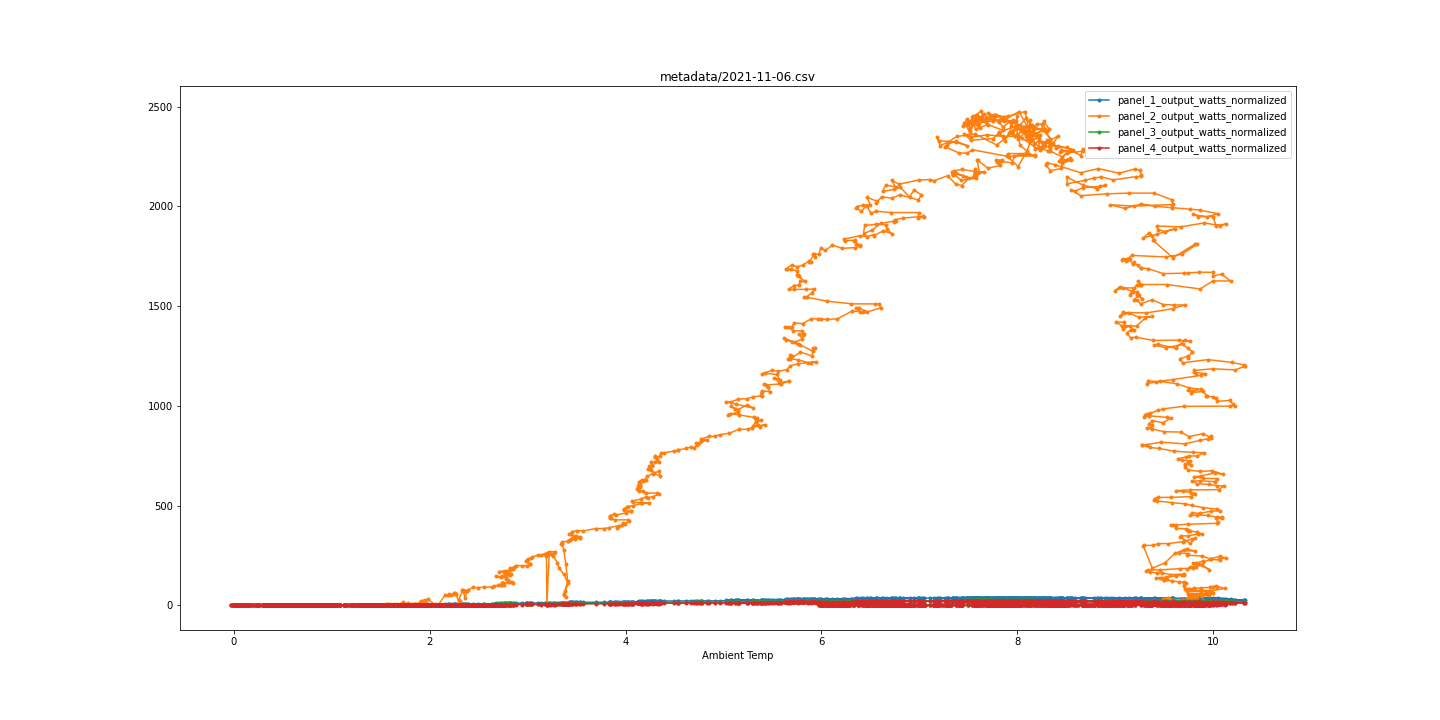 metadata/2021-11-06.csv
panel_1_output_watts_normalized
panel_2_output_watts_normalized
panel_3_output_watts_normalized
panel_4_output_watts_normalized
2500
2000
1500
1000
500
0
0 2 4 6 8 10
Ambient Temp